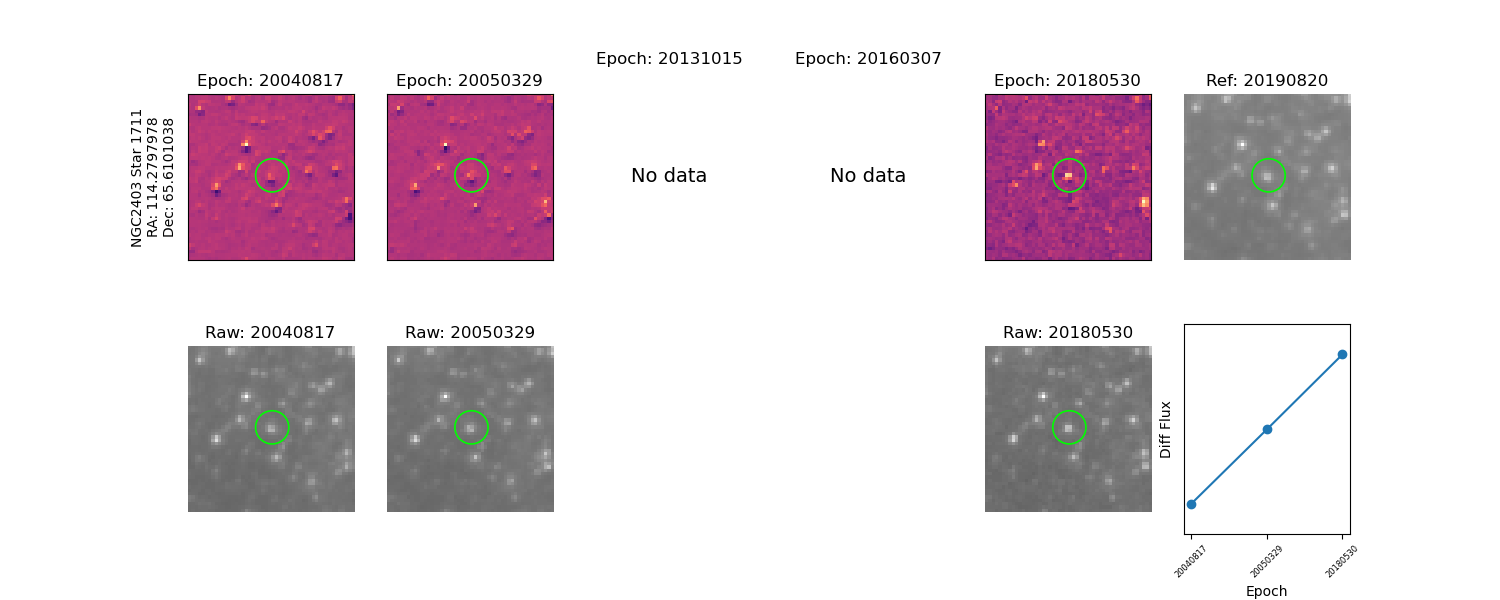 Epoch: 20131015
Epoch: 20160307
Epoch: 20040817
Epoch: 20050329
Epoch: 20180530
Ref: 20190820
NGC2403 Star 1711
RA: 114.2797978
Dec: 65.6101038
No data
No data
Raw: 20040817
Raw: 20050329
Raw: 20180530
Diff Flux
20040817
20050329
20180530
Epoch